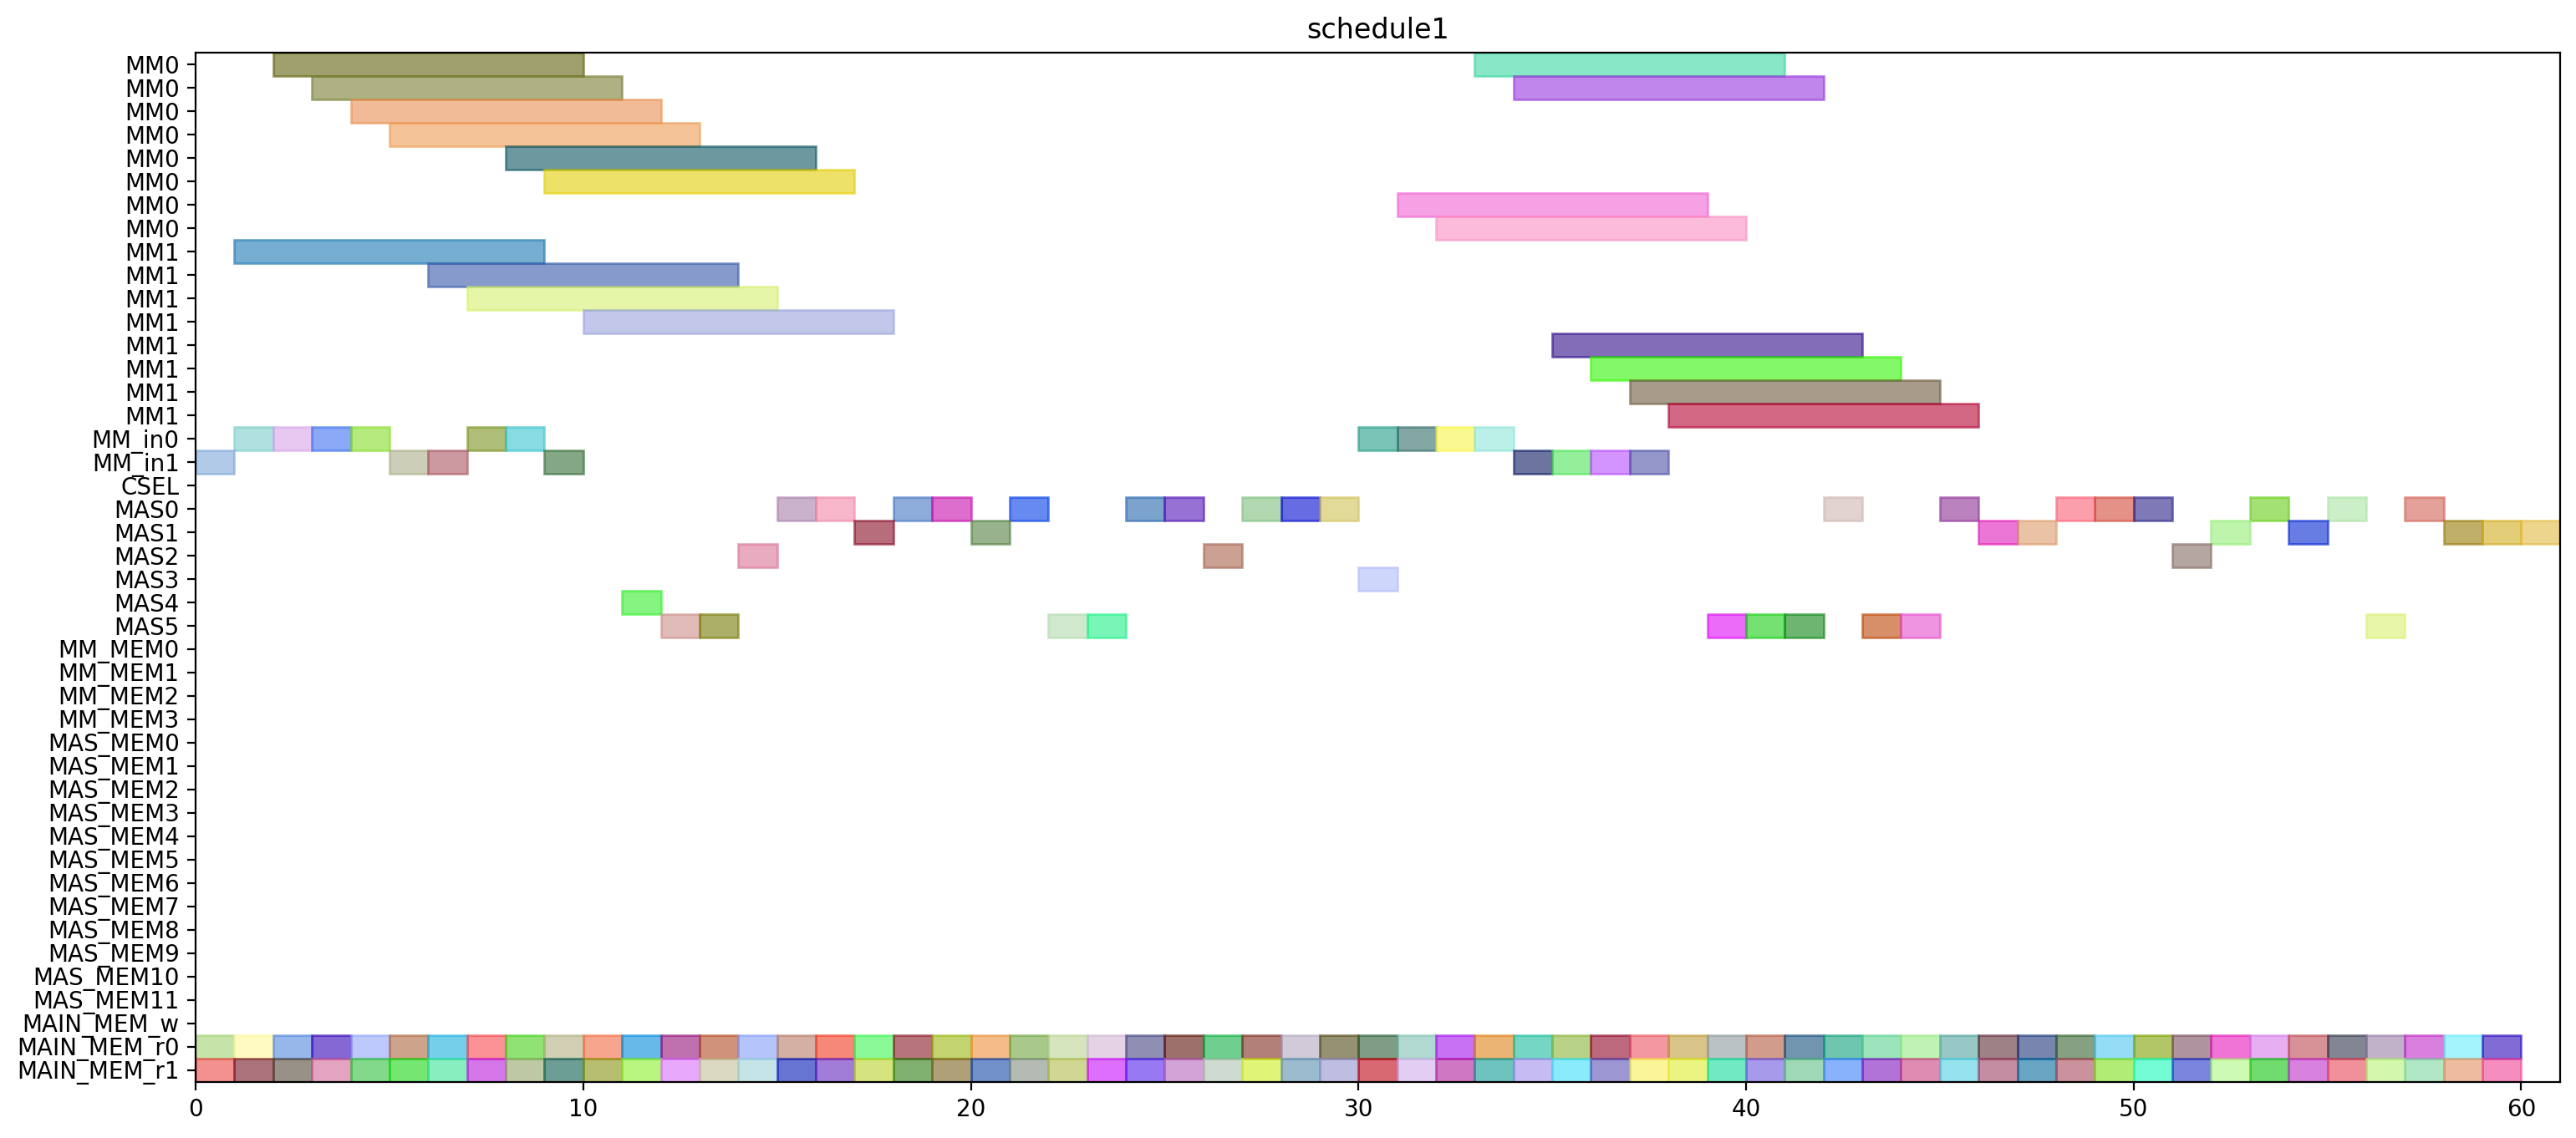 schedule1
MM0
MM0
MM0
MM0
MM0
MM0
MM0
MM0
MM1
MM1
MM1
MM1
MM1
MM1
MM1
MM1
MM_in0
MM_in1
CSEL
MAS0
MAS1
MAS2
MAS3
MAS4
MAS5
MM_MEM0
MM_MEM1
MM_MEM2
MM_MEM3
MAS_MEM0
MAS_MEM1
MAS_MEM2
MAS_MEM3
MAS_MEM4
MAS_MEM5
MAS_MEM6
MAS_MEM7
MAS_MEM8
MAS_MEM9
MAS_MEM10
MAS_MEM11
MAIN_MEM_w
MAIN_MEM_r0
MAIN_MEM_r1
0 10 20 30 40 50 60